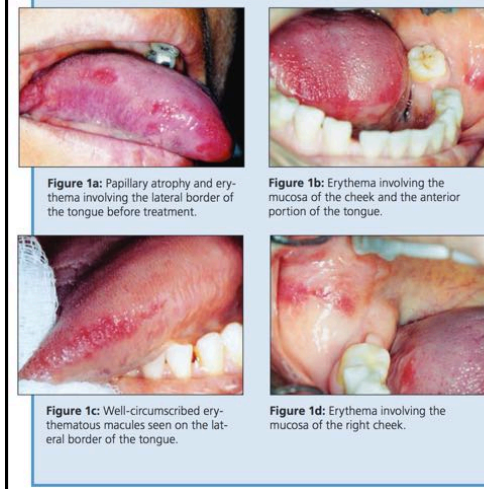 Figure 1a: Papillary atrophy and ery-
thema involving the lateral border of
the tongue before treatment.
Figure 1b: Erythema involving the
mucosa of the cheek and the anterior
portion of the tongue.
Figure 1c: Well-circumscribed ery-
thematous macules seen on the lat-
eral border of the tongue.
Figure 1d: Erythema involving the
mucosa of the right cheek.